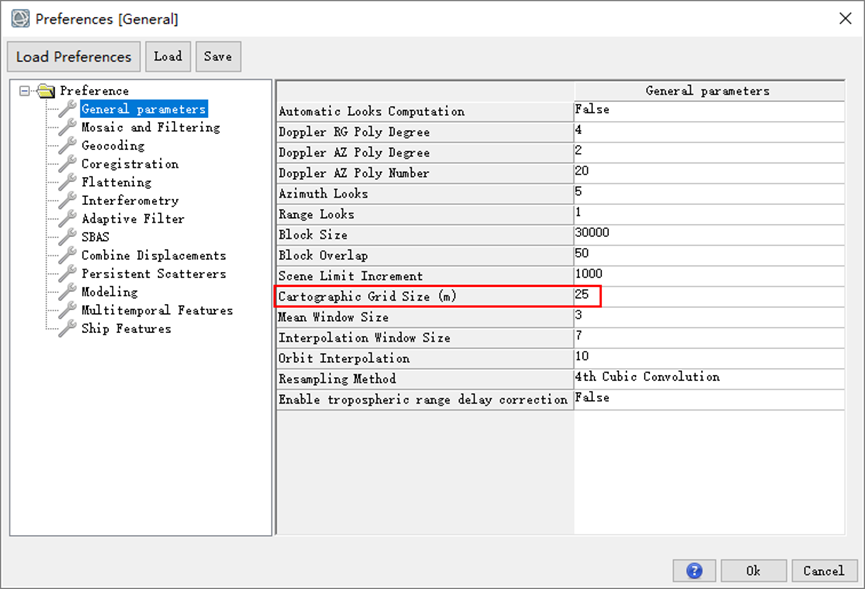 Preferences [General]
Load Preferences Load Save
Preference
General parameters
Mosaic and Filtering
Geocoding
Coregistration
Flattening
Interferometry
Adaptive Filter
SBAS
Combine Displacements
Persistent Scatterers
Modeling
Multitemporal Features
Ship Features
General parameters
Automatic Looks Computation False
Doppler RG Poly Degree 4
Doppler AZ Poly Degree 2
Doppler AZ Poly Number 20
Azimuth Looks 5
Range Looks 1
Block Size 30000
Block Overlap 50
Scene Limit Increment 1000
Cartographic Grid Size (m) 25
Mean Window Size 3
Interpolation Window Size 7
Orbit Interpolation 10
Resampling Method 4th Cubic Convolution
Enable tropospheric range delay correction False
? Ok Cancel